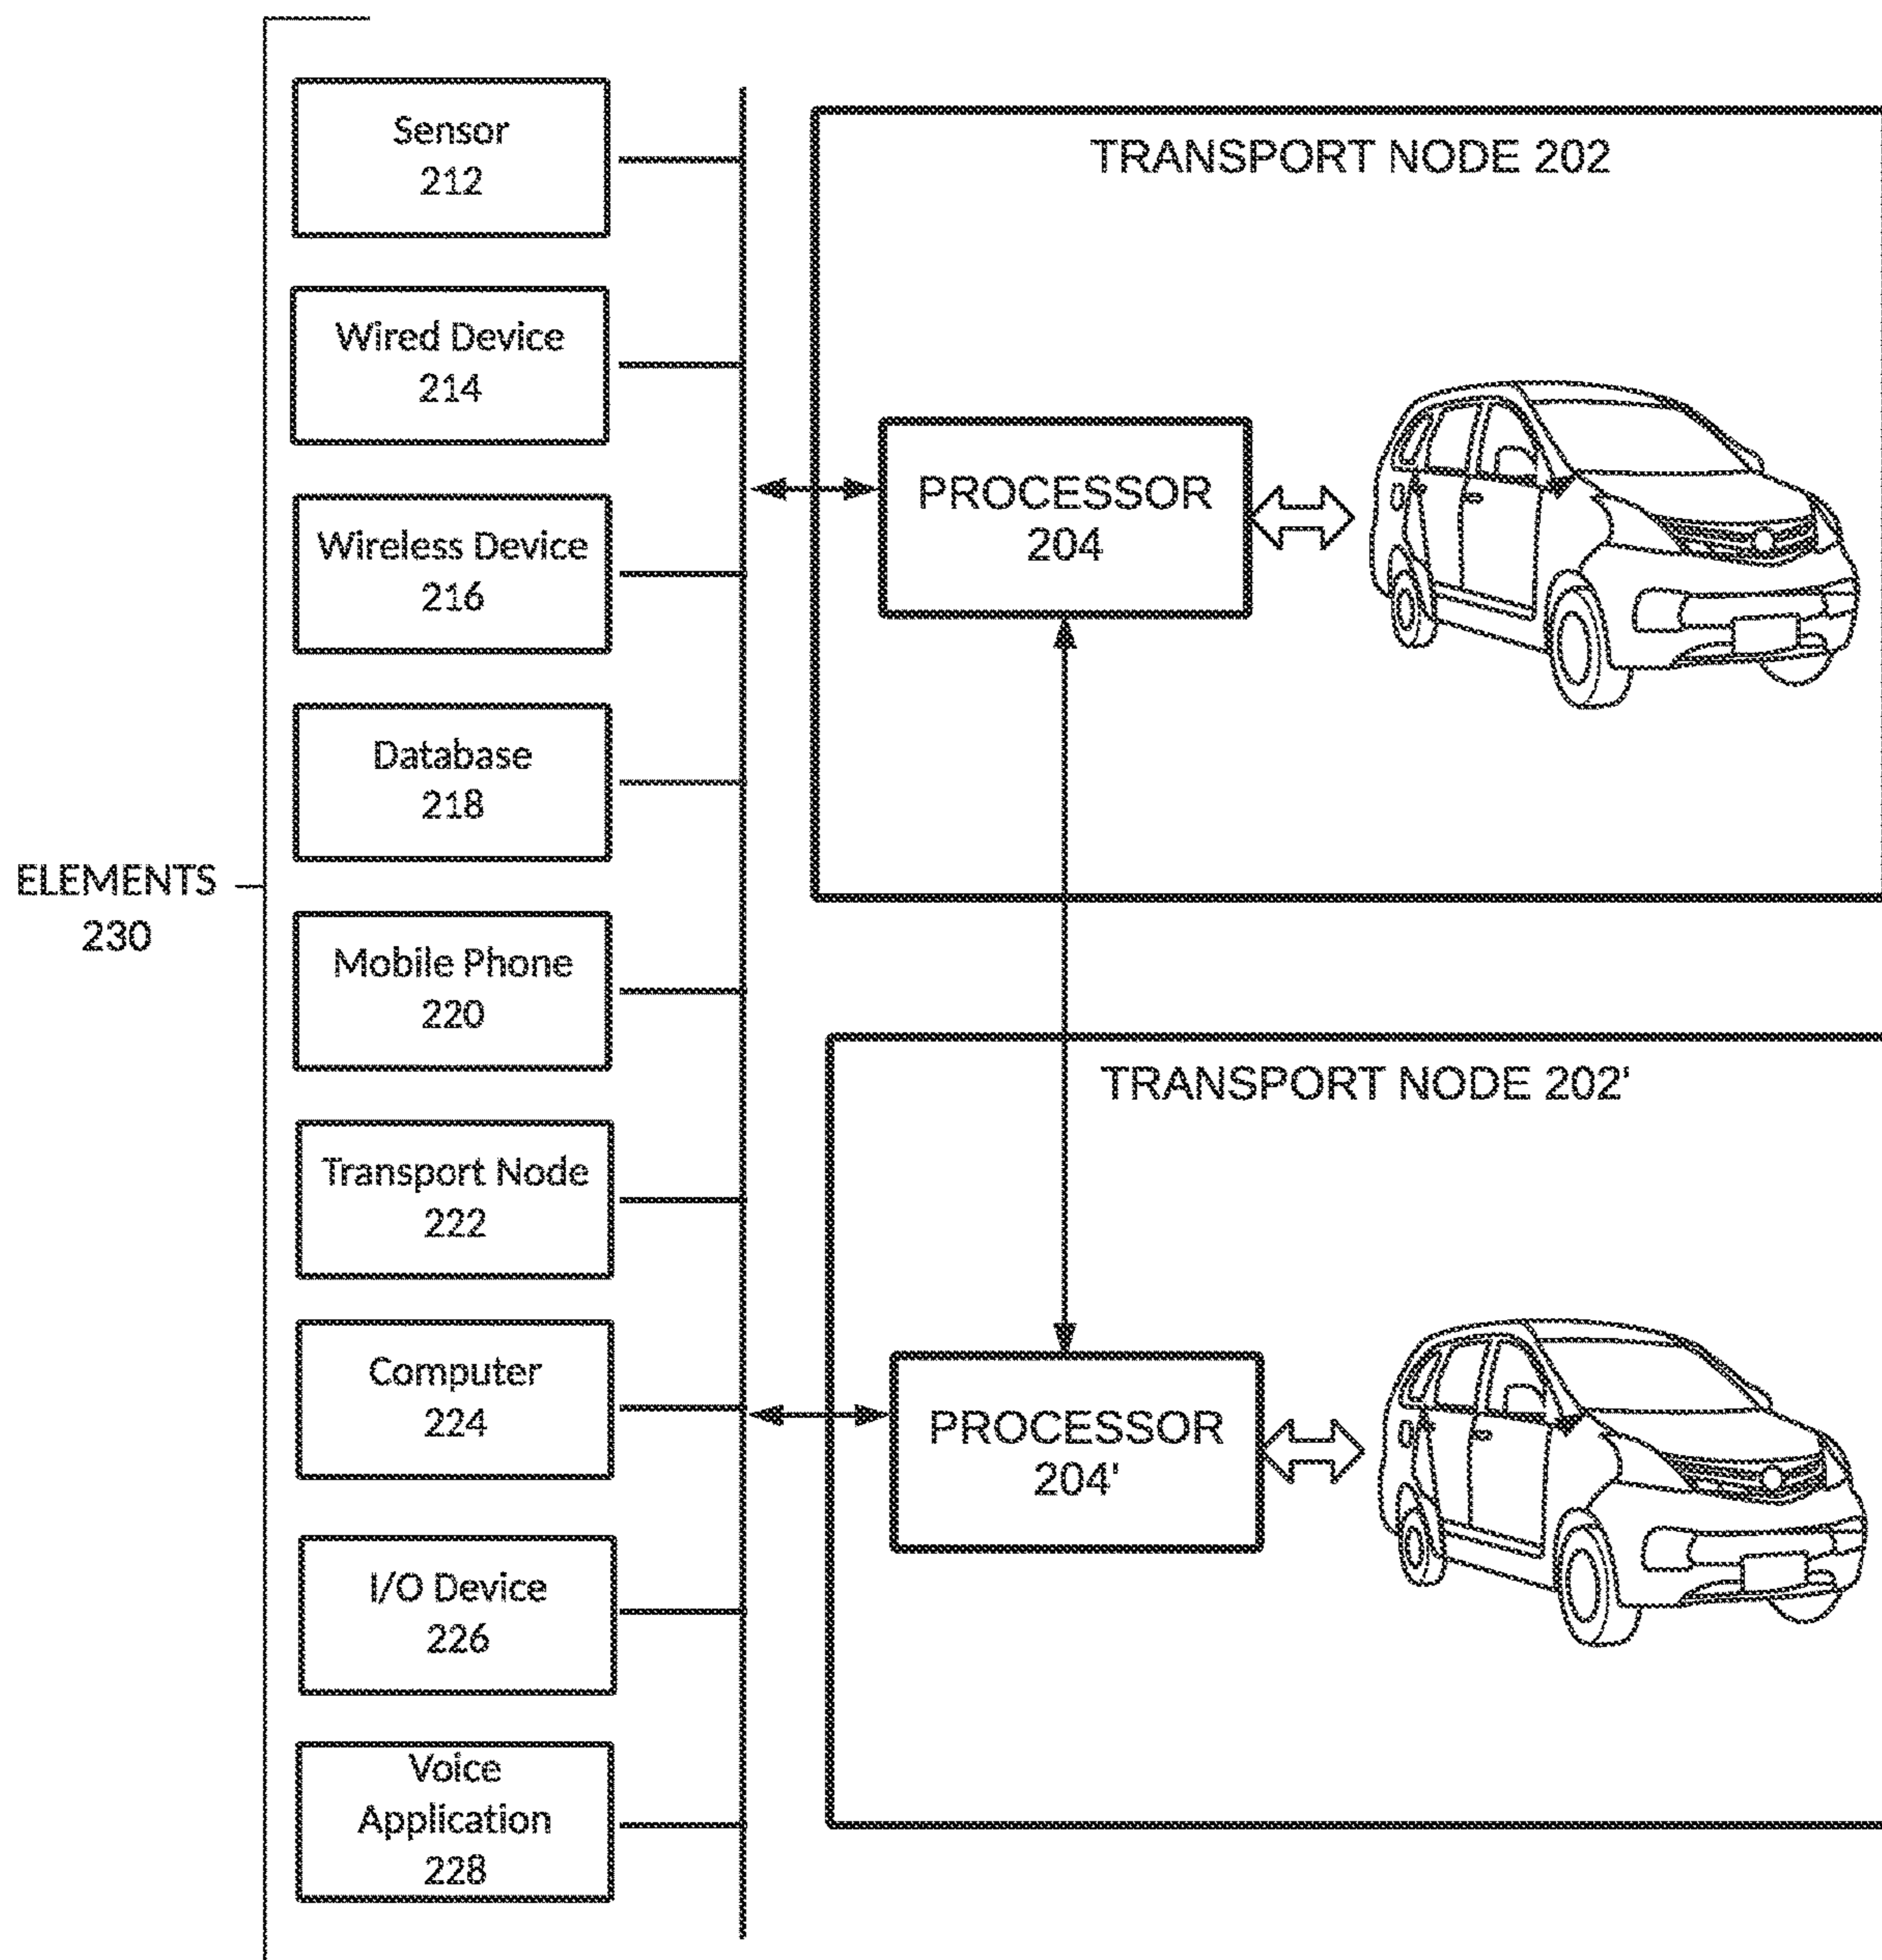 ELEMENTS
230
Sensor
212
Wired Device
214
Wireless Device
216
Database
218
Mobile Phone
220
Transport Node
222
Computer
224
I/O Device
226
Voice
Application
228
TRANSPORT NODE 202
PROCESSOR
204
TRANSPORT NODE 202'
PROCESSOR
204'